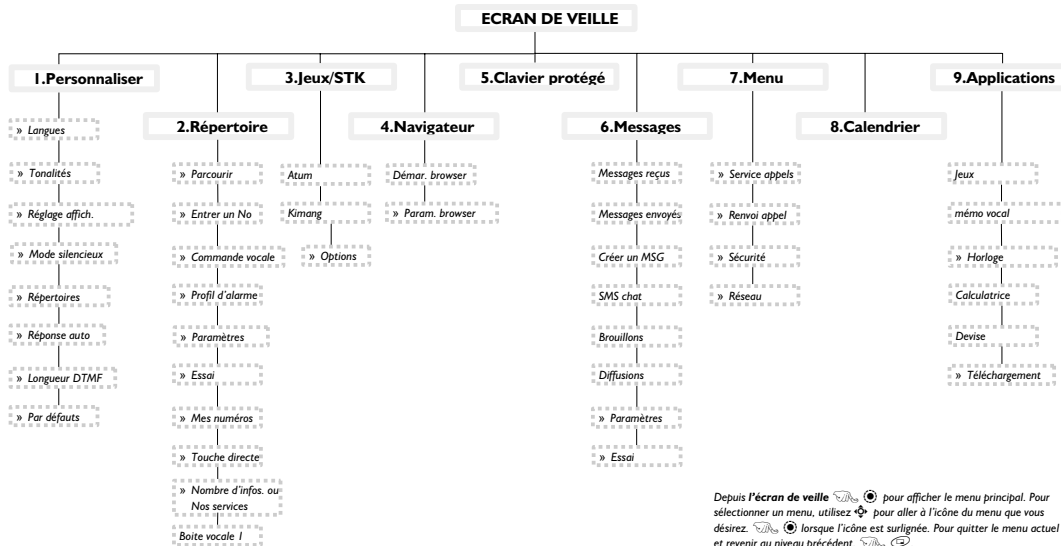 ECRAN DE VEILLE
1.Personnaliser
» Langues
» Tonalités
» Réglage affich.
» Mode silencieux
» Répertoires
» Réponse auto
» Longueur DTMF
» Par défauts
2.Répertoire
» Parcourir
» Entrer un No
» Commande vocale
» Profil d'alarme
» Paramètres
» Essai
» Mes numéros
» Touche directe
» Nombre d'infos. ou
Nos services
Boite vocale 1
3.Jeux/STK
Atum
Kimang
» Options
4.Navigateur
Démar. browser
» Param. browser
5.Clavier protégé
6.Messages
Messages reçus
Messages envoyés
Créer un MSG
SMS chat
Brouillons
Diffusions
» Paramètres
» Essai
7.Menu
» Service appels
» Renvoi appel
» Sécurité
» Réseau
8.Calendrier
9.Applications
Jeux
mémo vocal
» Horloge
Calculatrice
Devise
» Téléchargement
Depuis l'écran de veille pour afficher le menu principal. Pour
sélectionner un menu, utilisez pour aller à l'icône du menu que vous
désirez. lorsque l'icône est surlignée. Pour quitter le menu actuel
et revenir au niveau précédent